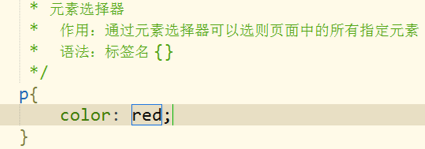 * 元素选择器
* 作用：通过元素选择器可以选则页面中的所有指定元素
* 语法：标签名{}
*/
p{
color: red;
}